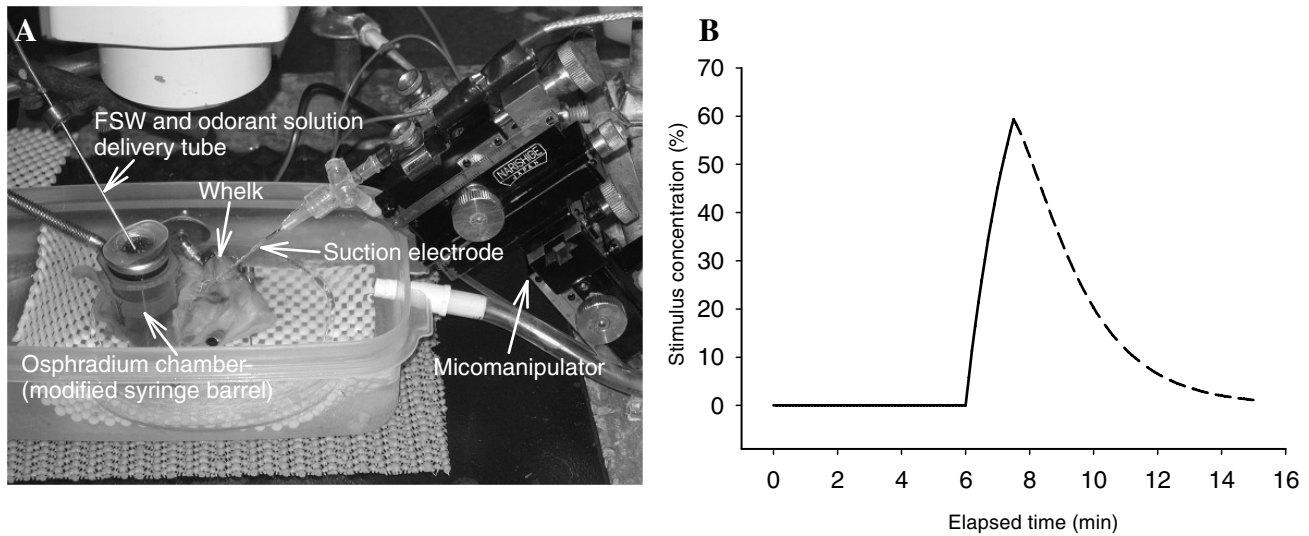 A
FSW and odorant solution
delivery tube
Whelk
NARISHIGE
JAPAN
Suction electrode
Osphradium chamber-
(modified syringe barrel)
Micomanipulator
B
70
60
50
40
30
20
10
0
Stimulus concentration (%)
0 2 4 6 8 10 12 14 16
Elapsed time (min)